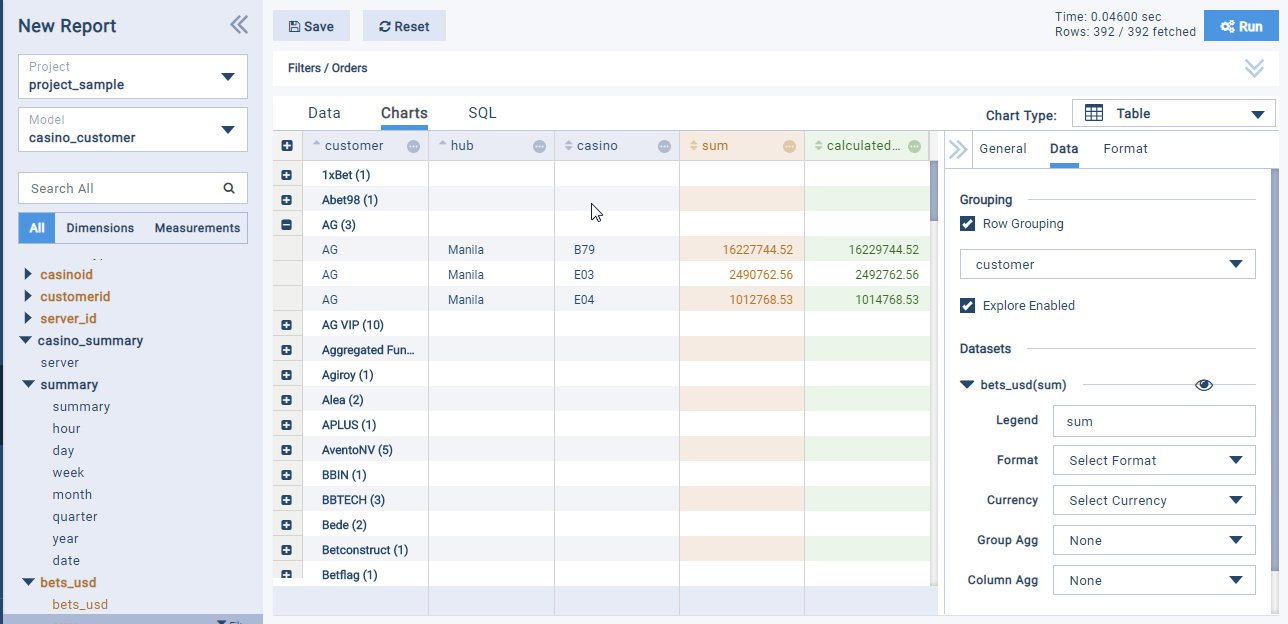 New Report
Project
project_sample
Model
casino_customer
Search All
All Dimensions Measurements
casinoid
customerid
server_id
casino_summary
server
summary
summary
hour
day
week
month
quarter
year
date
bets_usd
bets_usd
Save Reset
Time: 0.04600 sec
Rows: 392 / 392 fetched
Run
Filters / Orders
Data Charts SQL
Chart Type: Table
customer hub casino sum calculated...
1xBet (1)
Abet98 (1)
AG (3)
AG Manila B79 16227744.52 16229744.52
AG Manila E03 2490762.56 2492762.56
AG Manila E04 1012768.53 1014768.53
AG VIP (10)
Aggregated Fun...
Agiroy (1)
Alea (2)
APLUS (1)
AventoNV (5)
BBIN (1)
BBTECH (3)
Bede (2)
Betconstruct (1)
Betflag (1)
General Data Format
Grouping
Row Grouping
customer
Explore Enabled
Datasets
bets_usd(sum)
Legend sum
Format Select Format
Currency Select Currency
Group Agg None
Column Agg None